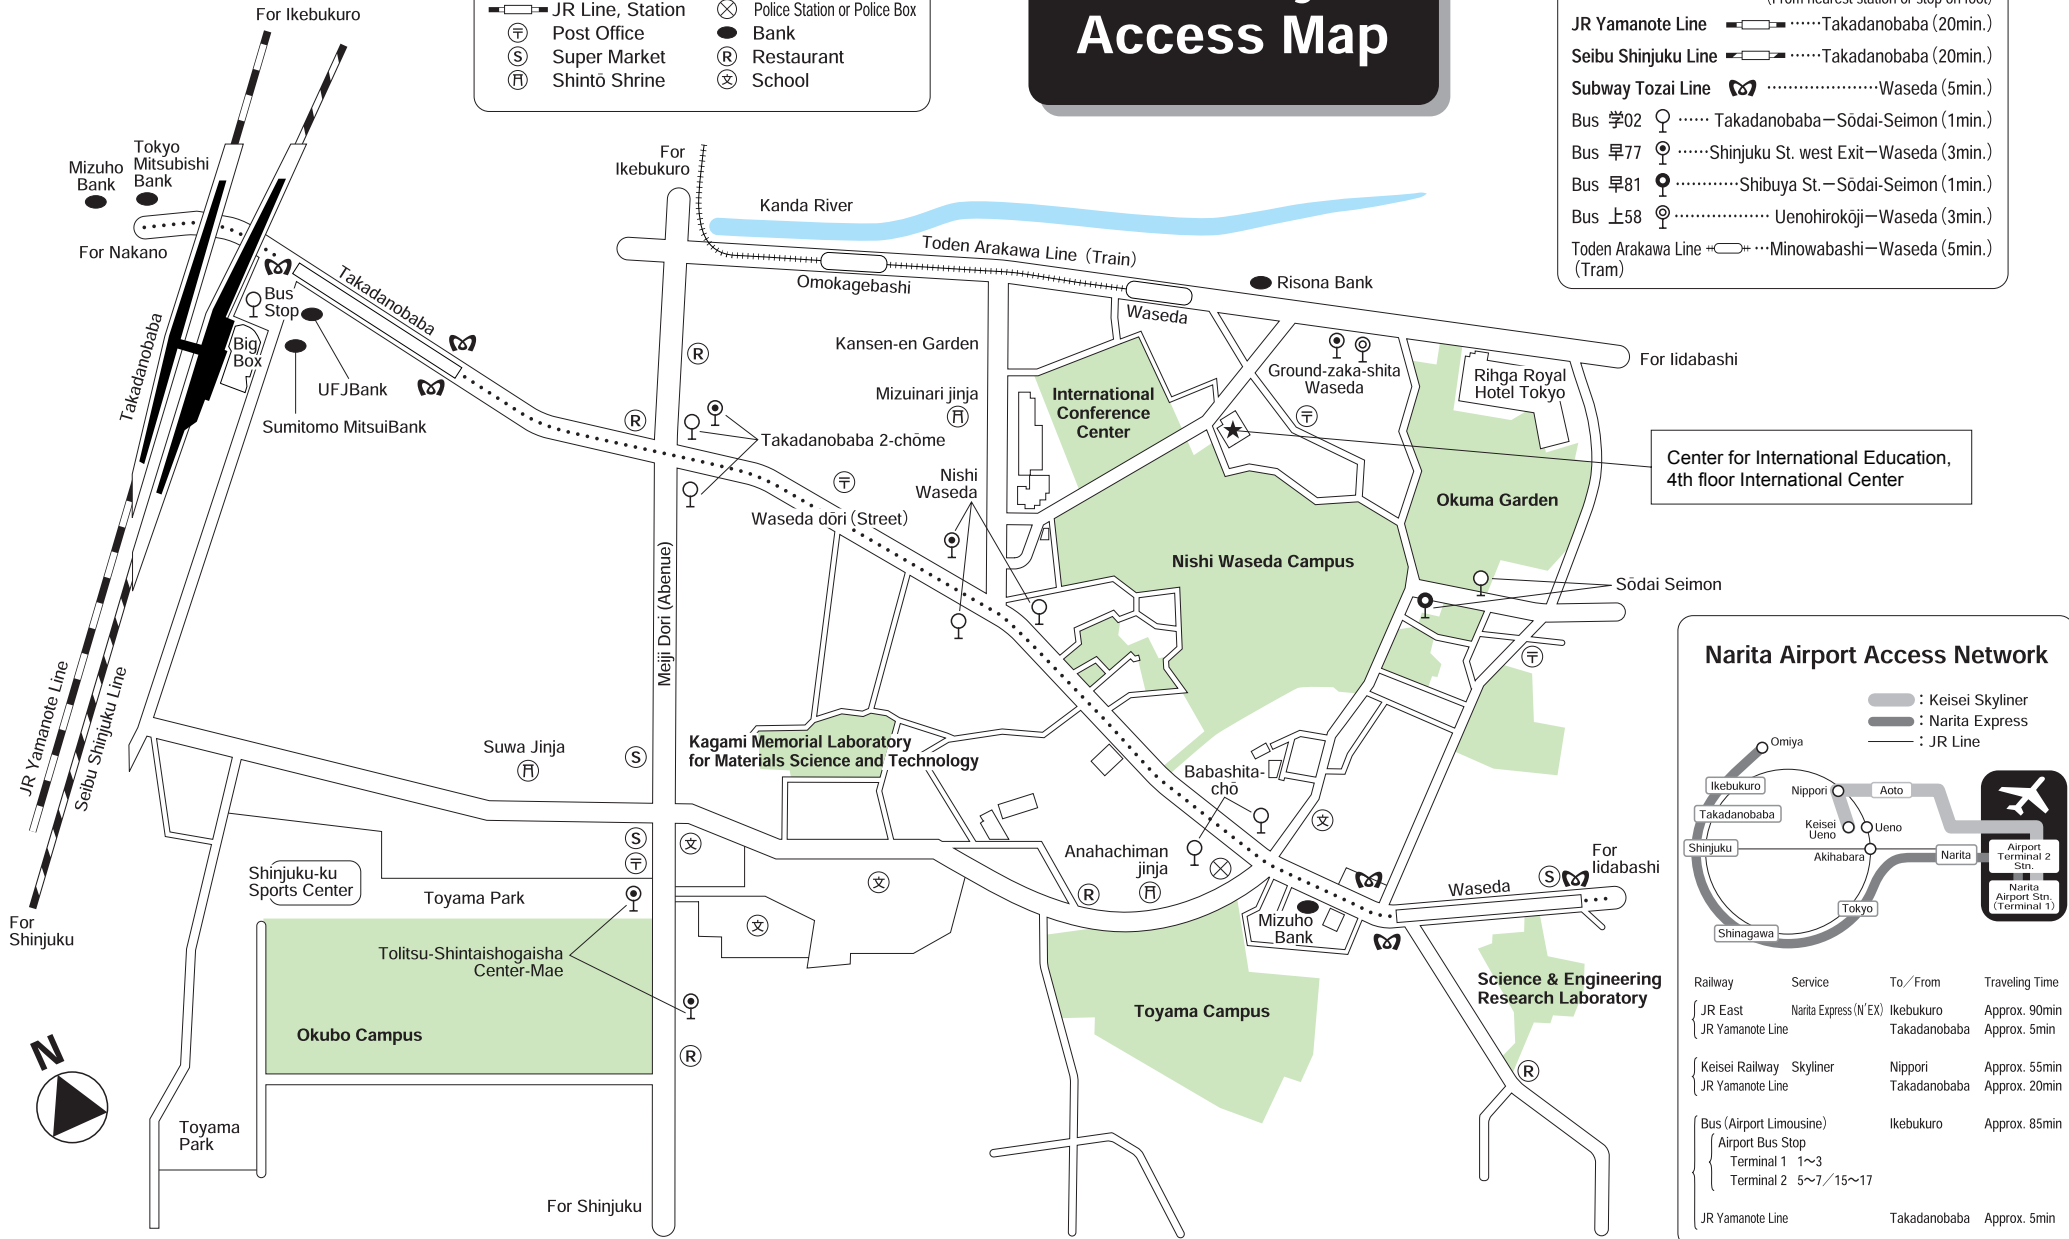 JR Line, Station
Police Station or Police Box
〒 Post Office
Bank
S Super Market
R Restaurant
Shintō Shrine
文 School
Access Map
(From nearest station or stop on foot)
JR Yamanote Line ······Takadanobaba (20min.)
Seibu Shinjuku Line ······Takadanobaba (20min.)
Subway Tozai Line ····················Waseda (5min.)
Bus 学02 ······ Takadanobaba—Sōdai-Seimon (1min.)
Bus 早77 ······Shinjuku St. west Exit—Waseda (3min.)
Bus 早81 ············Shibuya St.—Sōdai-Seimon (1min.)
Bus 上58 ·················· Uenohirokōji—Waseda (3min.)
Toden Arakawa Line ···Minowabashi—Waseda (5min.)
(Tram)
For Ikebukuro
Mizuho
Bank
Tokyo
Mitsubishi
Bank
For Nakano
For
Ikebukuro
Kanda River
Toden Arakawa Line (Train)
Omokagebashi
Waseda
Risona Bank
For Iidabashi
Takadanobaba
Takadanobaba
Bus
Stop
Big
Box
UFJBank
Sumitomo MitsuiBank
R
R
Kansen-en Garden
Mizuinari jinja
Takadanobaba 2-chōme
International
Conference
Center
Ground-zaka-shita
Waseda
〒
Rihga Royal
Hotel Tokyo
Center for International Education,
4th floor International Center
Okuma Garden
Nishi
Waseda
〒
Waseda dōri (Street)
Nishi Waseda Campus
Sōdai Seimon
〒
Meiji Dori (Abenue)
JR Yamanote Line
Seibu Shinjuku Line
Suwa Jinja
S
Kagami Memorial Laboratory
for Materials Science and Technology
Babashita-
chō
文
Anahachiman
jinja
R
For
Iidabashi
Waseda
S
Mizuho
Bank
S
〒
文
文
文
Shinjuku-ku
Sports Center
Toyama Park
For
Shinjuku
Tolitsu-Shintaishogaisha
Center-Mae
Okubo Campus
R
Toyama Campus
Science & Engineering
Research Laboratory
R
N
Toyama
Park
For Shinjuku
Narita Airport Access Network
: Keisei Skyliner
: Narita Express
: JR Line
Omiya
Ikebukuro
Nippori
Aoto
Takadanobaba
Keisei
Ueno
Ueno
Shinjuku
Akihabara
Narita
Airport
Terminal 2
Stn.
Narita
Airport Stn.
(Terminal 1)
Tokyo
Shinagawa
Railway Service To/From Traveling Time
JR East Narita Express (N'EX) Ikebukuro Approx. 90min
JR Yamanote Line Takadanobaba Approx. 5min
Keisei Railway Skyliner Nippori Approx. 55min
JR Yamanote Line Takadanobaba Approx. 20min
Bus (Airport Limousine) Ikebukuro Approx. 85min
Airport Bus Stop
Terminal 1 1〜3
Terminal 2 5〜7/15〜17
JR Yamanote Line Takadanobaba Approx. 5min